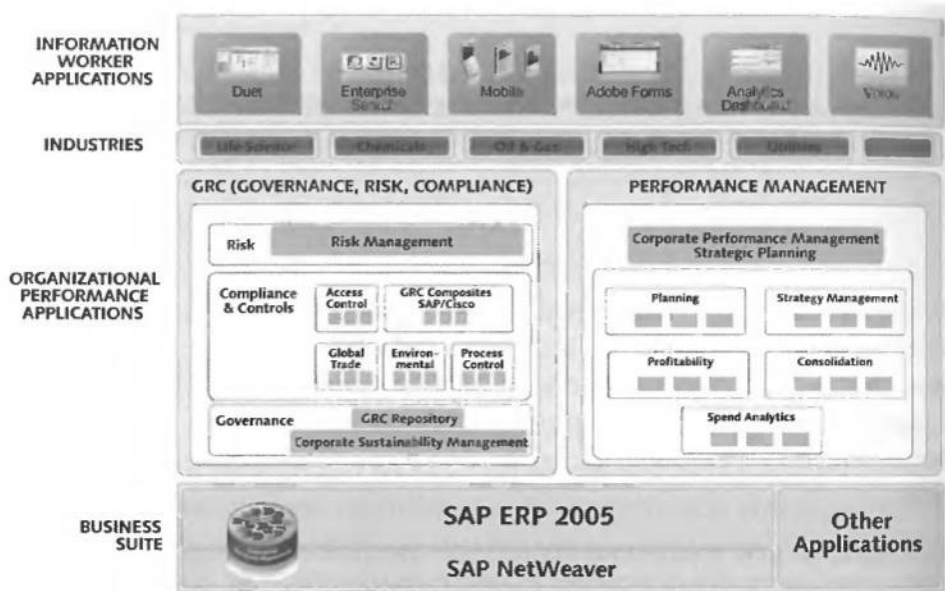 INFORMATION
WORKER
APPLICATIONS
Duet
Enterprise
Search
Mobile
Adobe Forms
Analytics
Dashboard
Voice
INDUSTRIES
Chemicals
Oil & Gas
High Tech
Utilities
ORGANIZATIONAL
PERFORMANCE
APPLICATIONS
GRC (GOVERNANCE, RISK, COMPLIANCE)
Risk
Risk Management
Compliance
& Controls
Access
Control
GRC Composites
SAP/Cisco
Global
Trade
Environ-
mental
Process
Control
Governance
GRC Repository
Corporate Sustainability Management
PERFORMANCE MANAGEMENT
Corporate Performance Management
Strategic Planning
Planning
Strategy Management
Profitability
Consolidation
Spend Analytics
BUSINESS
SUITE
SAP ERP 2005
SAP NetWeaver
Other
Applications